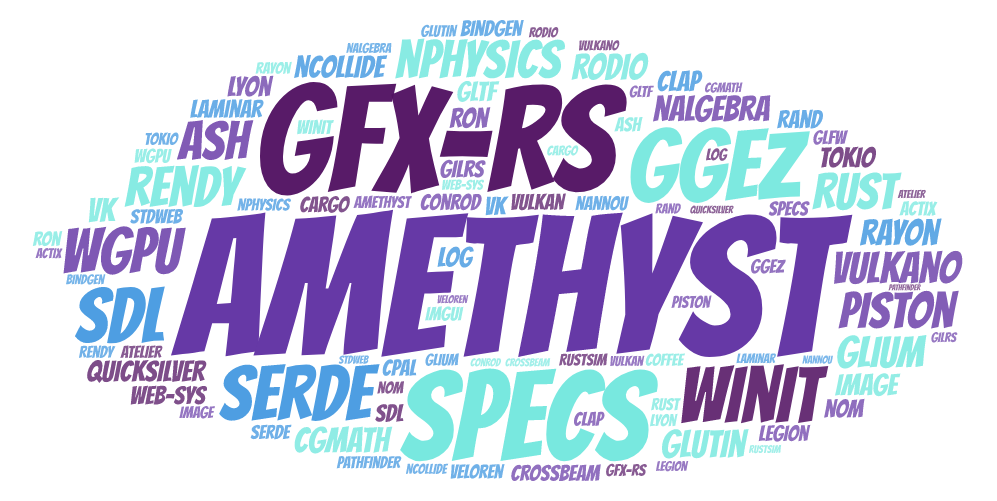 GLUTIN BINDGEN RODIO
NALGEBRA NPHYSICS VULKANO
RAYON NCOLLIDE RODIO
LYON GFX-RS GLTF GLTF CLAP CGMATH
LAMINAR RON ASH NALGEBRA RAND
TOKIO ASH WINIT CARGO GGEZ LOG GLFW
WGPU GILRS TOKIO
RENDY WEB-SYS RUST ATELIER
VK STDWEB NPHYSICS CARGO AMETHYST CONROD VK VULKAN NANNOU RAND QUICKSILVER SPECS ACTIX
RON WGPU AMETHYST RAYON
ACTIX LOG GGEZ VULKANO
BINDGEN PATHFINDER
SDL VELOREN PISTON PISTON
IMGUI GILRS
RENDY ATELIER STDWEB CPAL GLIUM CONROD CROSSBEAM RUSTSIM VULKAN COFFEE LAMINAR NANNOU GLIUM
QUICKSILVER SERDE NOM SPECS WINIT IMAGE
WEB-SYS
IMAGE SDL CLAP RUST NOM
LYON
SERDE CGMATH GLUTIN LEGION
RUSTSIM
PATHFINDER NCOLLIDE VELOREN CROSSBEAM GFX-RS LEGION